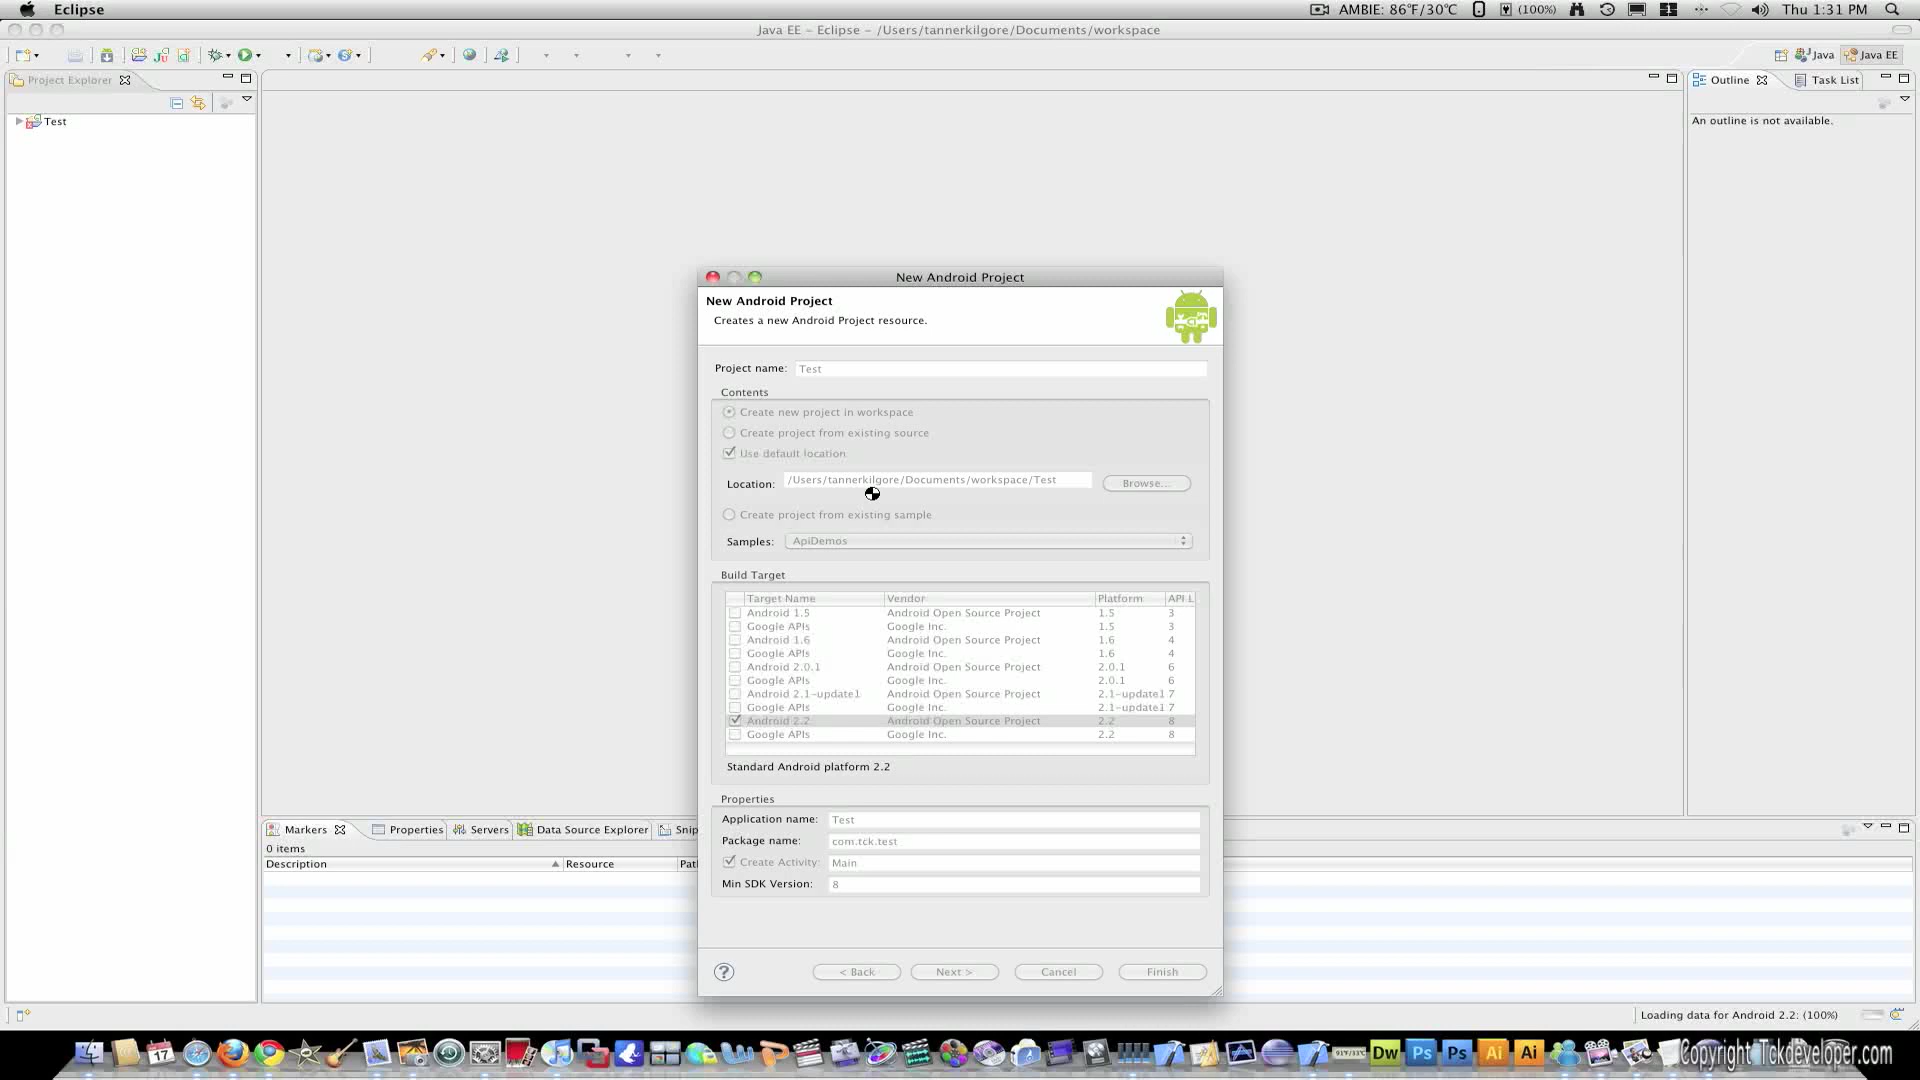 Eclipse
AMBIE: 86°F/30°C
(100%)
Thu 1:31 PM
Java EE - Eclipse - /Users/tannerkilgore/Documents/workspace
Java
Java EE
Project Explorer
Outline
Task List
Test
An outline is not available.
New Android Project
New Android Project
Creates a new Android Project resource.
Project name: Test
Contents
Create new project in workspace
Create project from existing source
Use default location
Location: /Users/tannerkilgore/Documents/workspace/Test Browse...
Create project from existing sample
Samples: ApiDemos
Build Target
Target Name Vendor Platform API L
Android 1.5 Android Open Source Project 1.5 3
Google APIs Google Inc. 1.5 3
Android 1.6 Android Open Source Project 1.6 4
Google APIs Google Inc. 1.6 4
Android 2.0.1 Android Open Source Project 2.0.1 6
Google APIs Google Inc. 2.0.1 6
Android 2.1-update1 Android Open Source Project 2.1-update1 7
Google APIs Google Inc. 2.1-update1 7
Android 2.2 Android Open Source Project 2.2 8
Google APIs Google Inc. 2.2 8
Standard Android platform 2.2
Properties
Application name: Test
Package name: com.tck.test
Create Activity: Main
Min SDK Version: 8
< Back Next > Cancel Finish
Markers Properties Servers Data Source Explorer Snip
0 items
Description Resource Pat
Loading data for Android 2.2: (100%)
17
91°F/33°C
Dw Ps Ps Ai Ai
Copyright Tckdeveloper.com